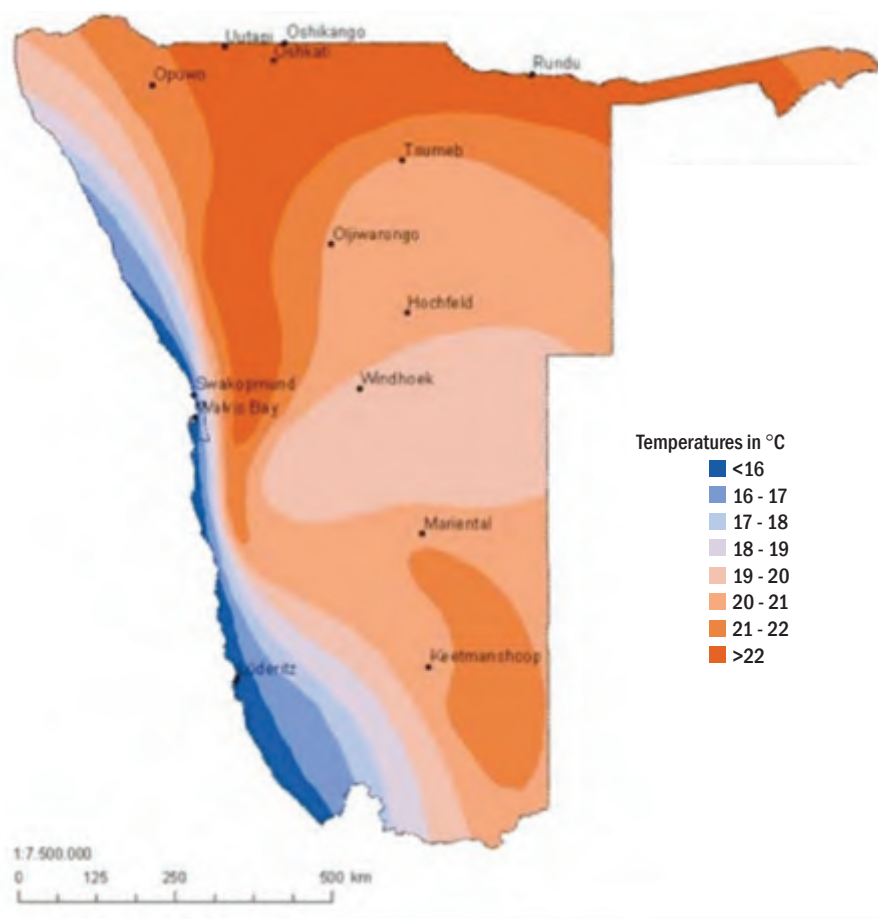 Uutapi Oshikango
Oshkati
Opuwo
Rundu
Tsumeb
Otjiwarongo
Hochfeld
Swakopmund
Windhoek
Walvis Bay
Temperatures in °C
<16
16 - 17
17 - 18
18 - 19
19 - 20
20 - 21
21 - 22
>22
Mariental
Keetmanshoop
Lüderitz
1:7.500.000
0 125 250 500 km